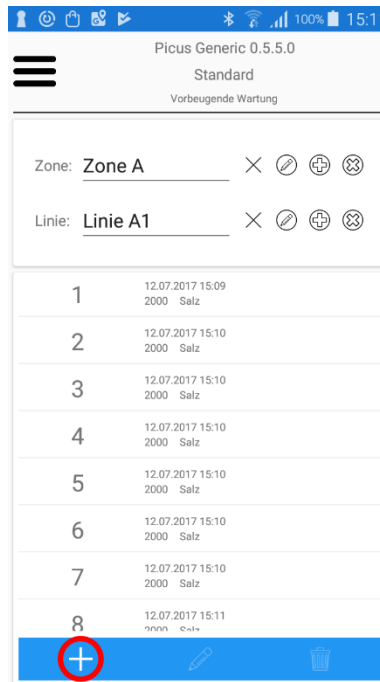 100% 15:1
Picus Generic 0.5.5.0
Standard
Vorbeugende Wartung
Zone: Zone A
Linie: Linie A1
1 12.07.2017 15:09
2000 Salz
2 12.07.2017 15:10
2000 Salz
3 12.07.2017 15:10
2000 Salz
4 12.07.2017 15:10
2000 Salz
5 12.07.2017 15:10
2000 Salz
6 12.07.2017 15:10
2000 Salz
7 12.07.2017 15:10
2000 Salz
8 12.07.2017 15:11
2000 Salz